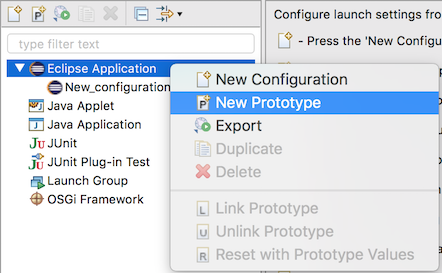 Configure launch settings from
type filter text
- Press the 'New Configu
Eclipse Application
New_configuration
Java Applet
Java Application
JUnit
JUnit Plug-in Test
Launch Group
OSGi Framework
New Configuration
New Prototype
Export
Duplicate
Delete
Link Prototype
Unlink Prototype
Reset with Prototype Values